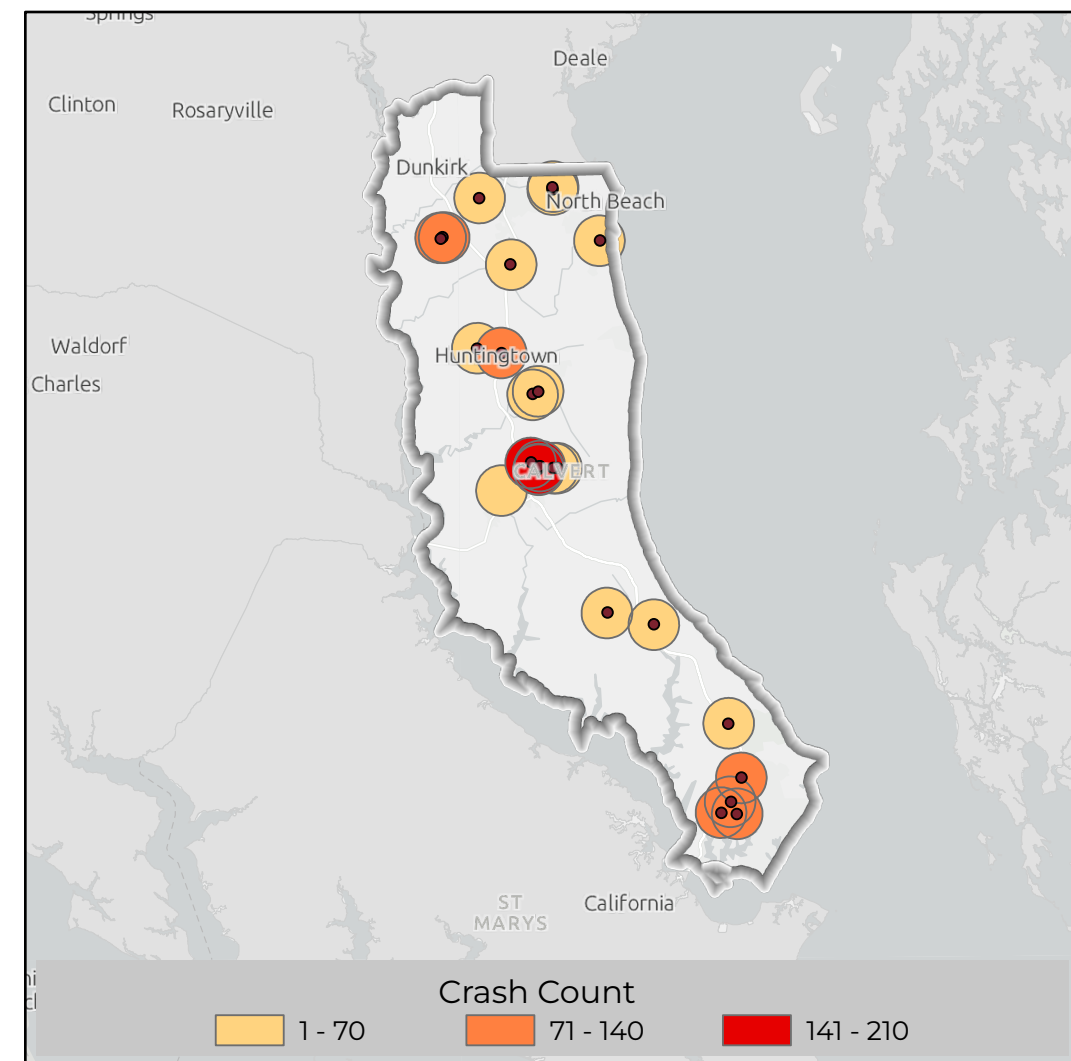 Springs
Deale
Clinton
Rosaryville
Dunkirk
North Beach
Waldorf
Huntingtown
Charles
CALVERT
ST
MARYS
California
Crash Count
1 - 70
71 - 140
141 - 210